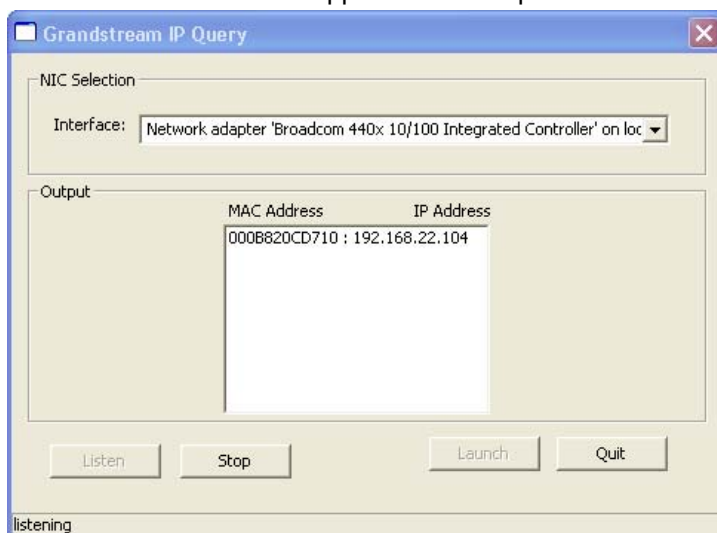 Grandstream IP Query
NIC Selection
Interface: Network adapter 'Broadcom 440x 10/100 Integrated Controller' on loc
Output
MAC Address IP Address
000B820CD710 : 192.168.22.104
Listen Stop Launch Quit
listening